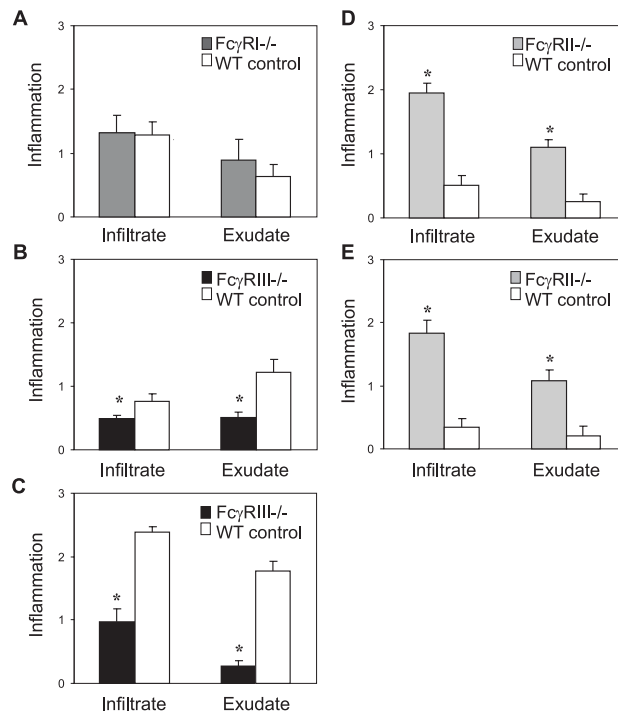 A
FcγRI-/-
WT control
Inflammation
3
2
1
0
Infiltrate
Exudate
B
FcγRIII-/-
WT control
Inflammation
3
2
1
0
*
*
Infiltrate
Exudate
C
FcγRIII-/-
WT control
Inflammation
3
2
1
0
*
*
Infiltrate
Exudate
D
FcγRII-/-
WT control
Inflammation
3
2
1
0
*
*
Infiltrate
Exudate
E
FcγRII-/-
WT control
Inflammation
3
2
1
0
*
*
Infiltrate
Exudate